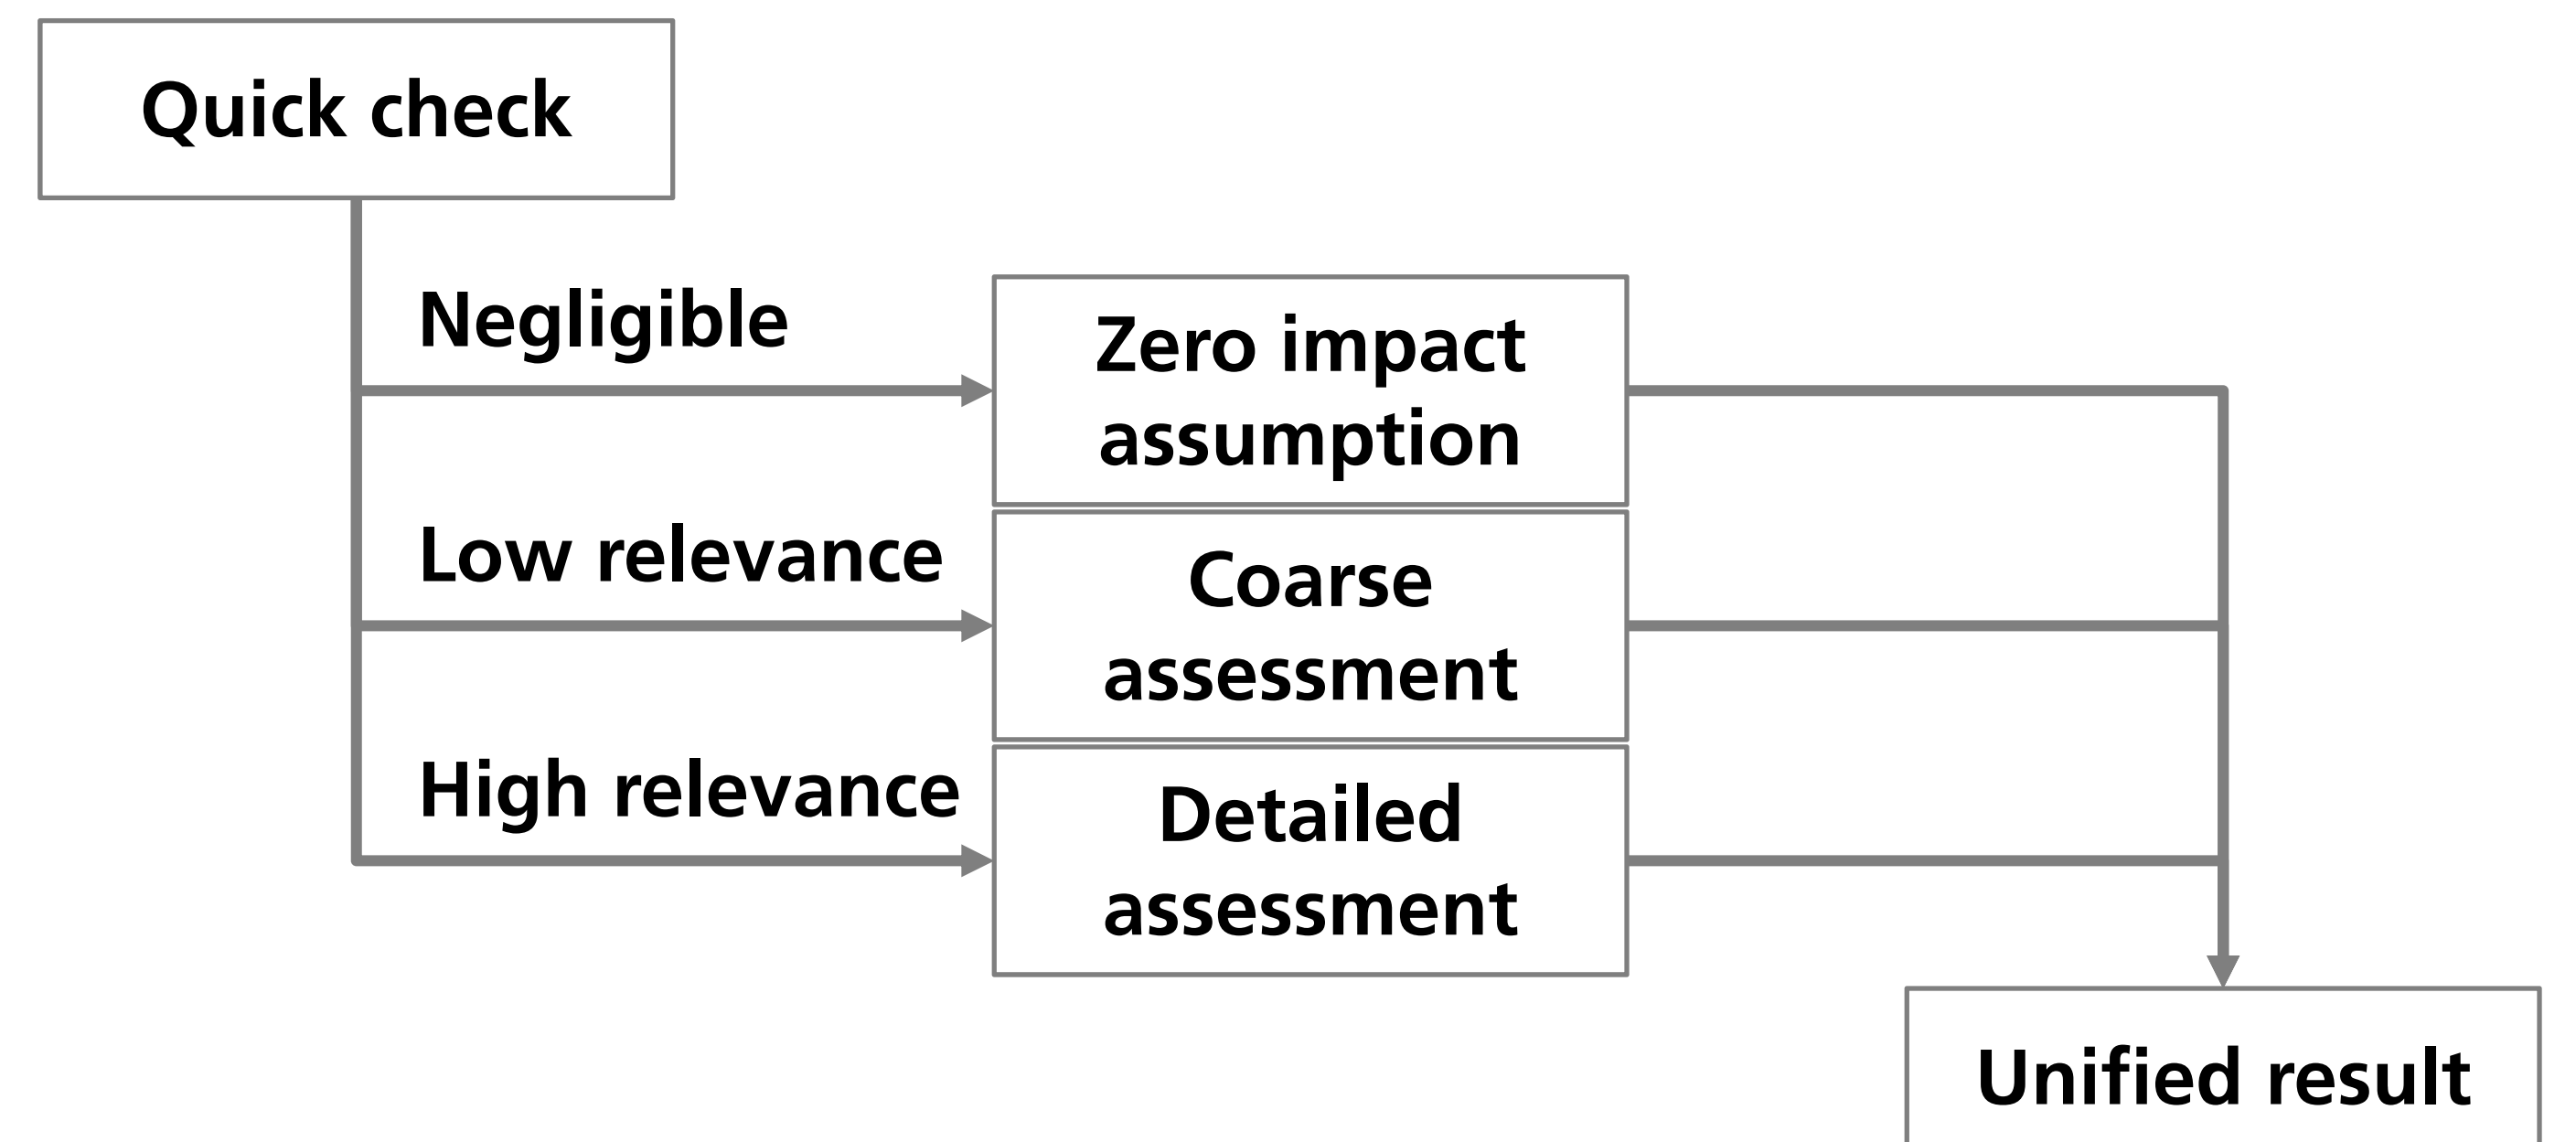 Quick check
Negligible
Zero impact
assumption
Low relevance
Coarse
assessment
High relevance
Detailed
assessment
Unified result